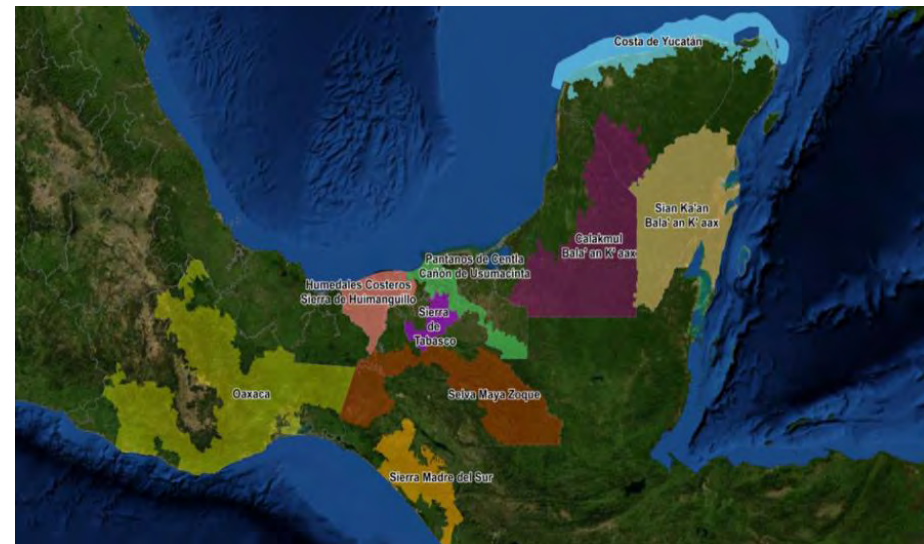 Costa de Yucatán
Sian Ka'an
Bala' an K' aax
Calakmul
Bala' an K' aax
Pantanos de Centla
Cañón de Usumacinta
Humedales Costeros
Sierra de Huimanguillo
Sierra
de
Tabasco
Oaxaca
Selva Maya Zoque
Sierra Madre del Sur